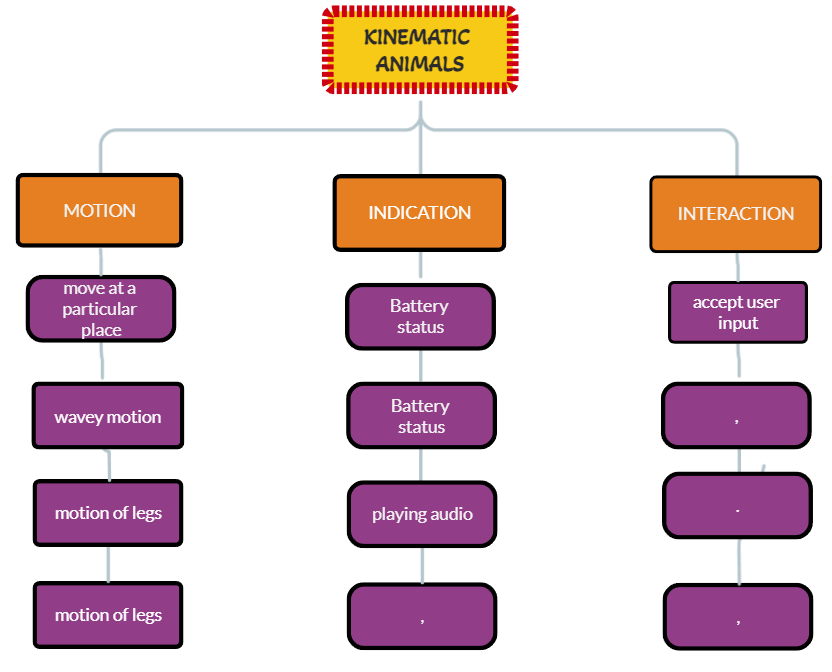 KINEMATIC
ANIMALS
MOTION
INDICATION
INTERACTION
move at a
particular
place
wavey motion
motion of legs
motion of legs
Battery
status
Battery
status
playing audio
,
accept user
input
,
.
,